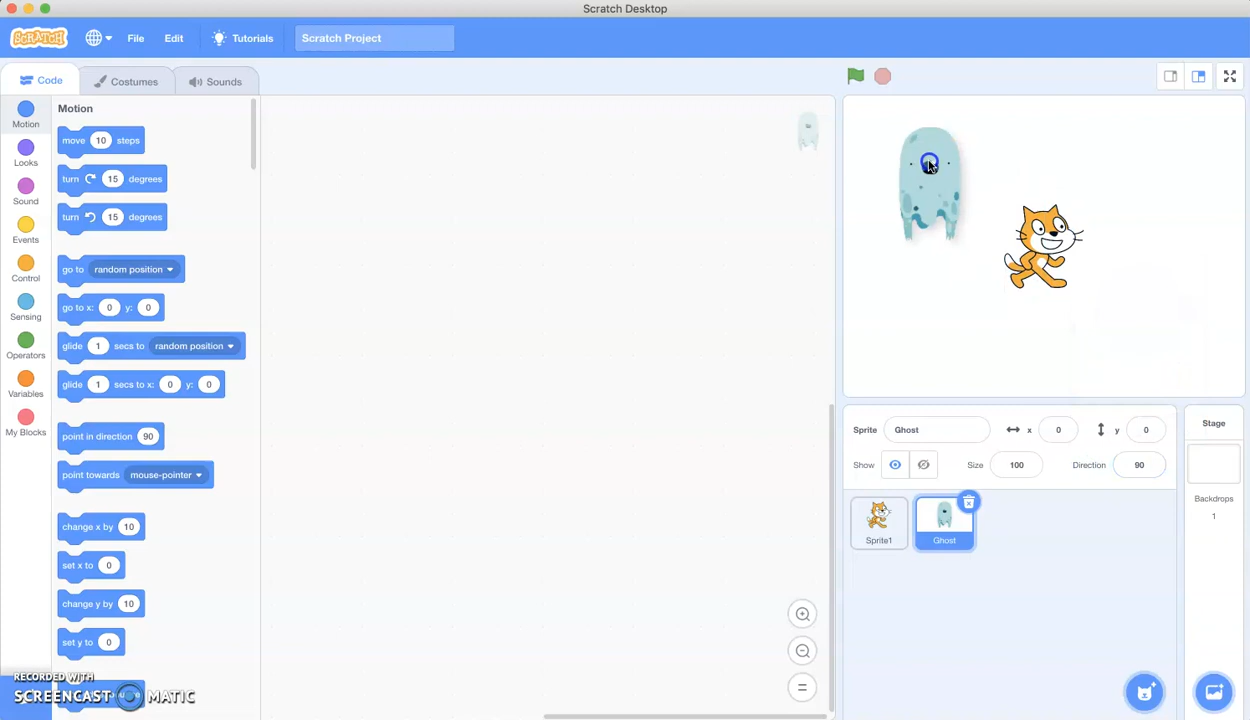 Scratch Desktop
SCRATCH File Edit Tutorials Scratch Project
Code Costumes Sounds
Motion
Looks
Sound
Events
Control
Sensing
Operators
Variables
My Blocks
Motion
move 10 steps
turn 15 degrees
turn 15 degrees
go to random position
go to x: 0 y: 0
glide 1 secs to random position
glide 1 secs to x: 0 y: 0
point in direction 90
point towards mouse-pointer
change x by 10
set x to 0
change y by 10
set y to 0
RECORDED WITH
SCREENCAST MATIC
Sprite Ghost x 0 y 0
Show Size 100 Direction 90
Sprite1 Ghost
Stage
Backdrops
1